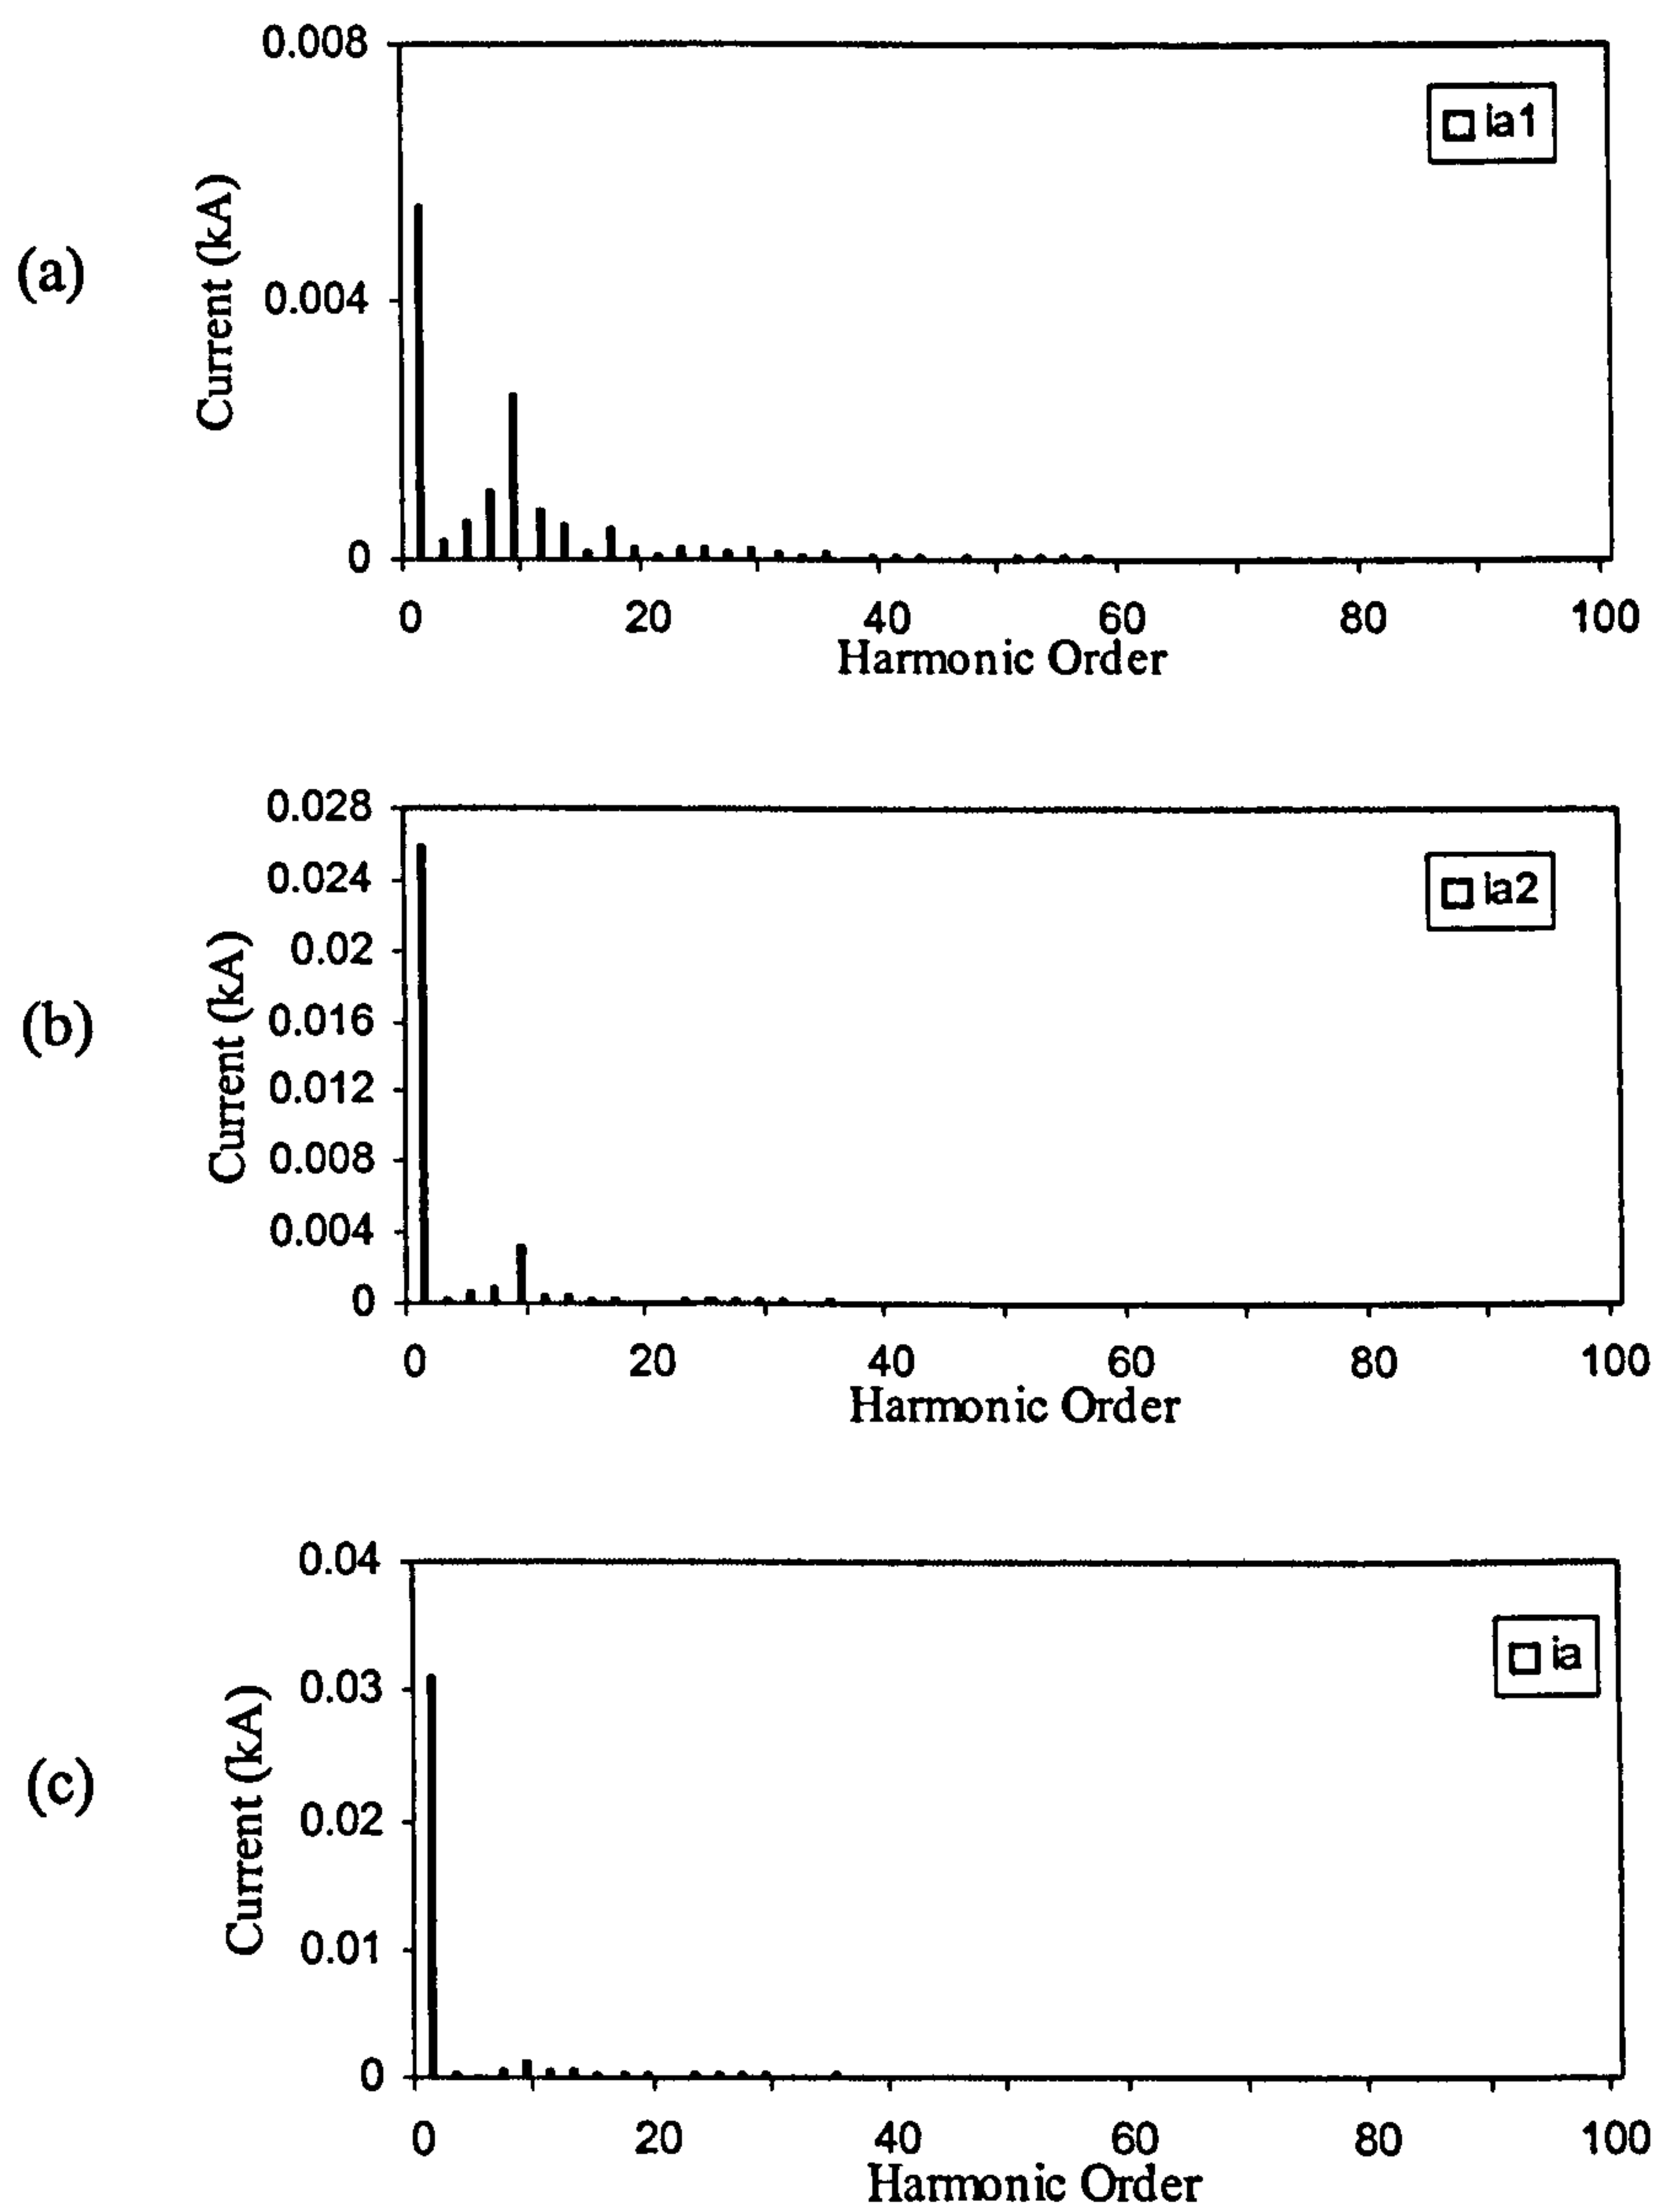 (a)
Current (kA)
0.008
0.004
0
ia1
0 20 40 60 80 100
Harmonic Order
(b)
Current (kA)
0.028
0.024
0.02
0.016
0.012
0.008
0.004
0
ia2
0 20 40 60 80 100
Harmonic Order
(c)
Current (kA)
0.04
0.03
0.02
0.01
0
ia
0 20 40 60 80 100
Harmonic Order